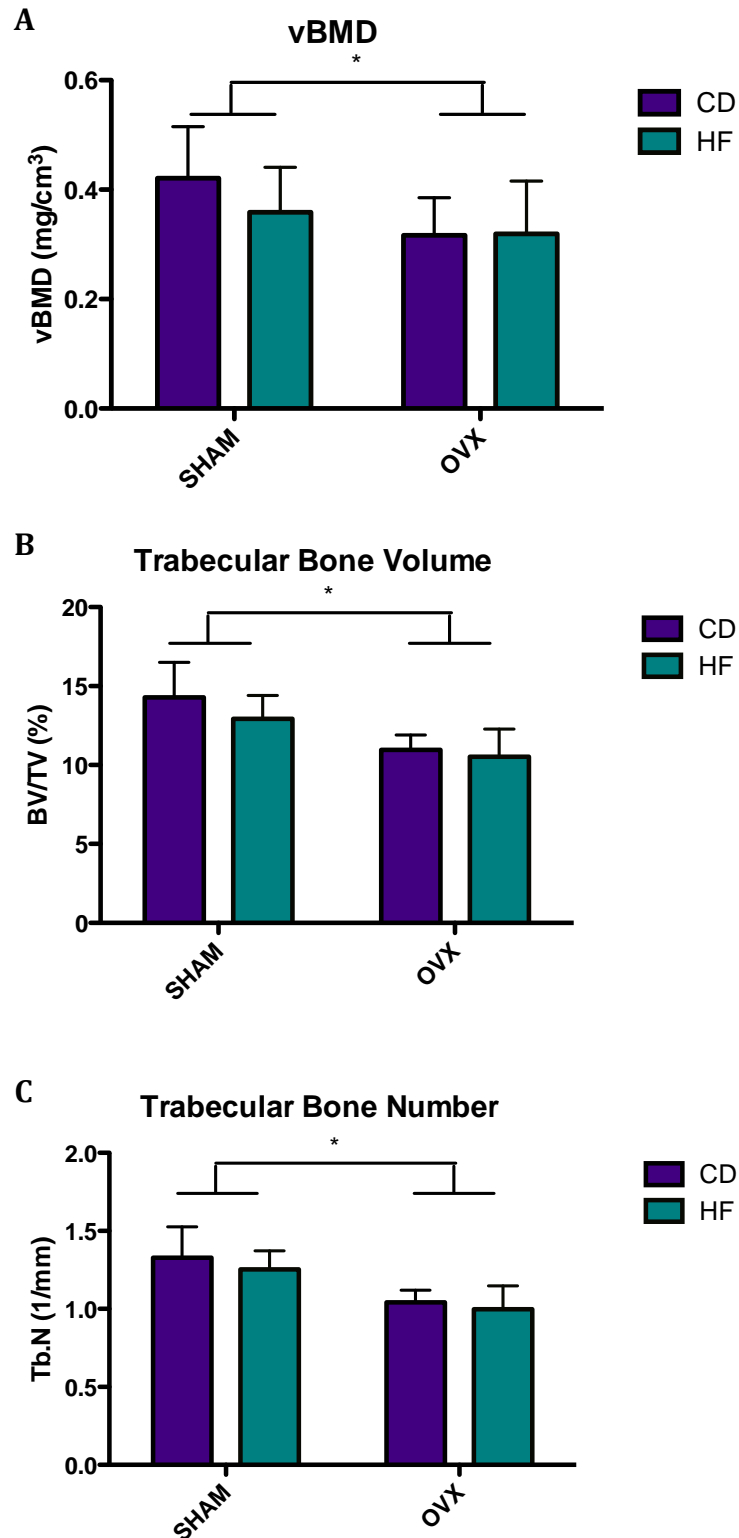 A
vBMD
*
0.6
0.4
0.2
0.0
vBMD (mg/cm³)
SHAM
OVX
CD
HF
B
Trabecular Bone Volume
*
20
15
10
5
0
BV/TV (%)
SHAM
OVX
CD
HF
C
Trabecular Bone Number
*
2.0
1.5
1.0
0.5
0.0
Tb.N (1/mm)
SHAM
OVX
CD
HF